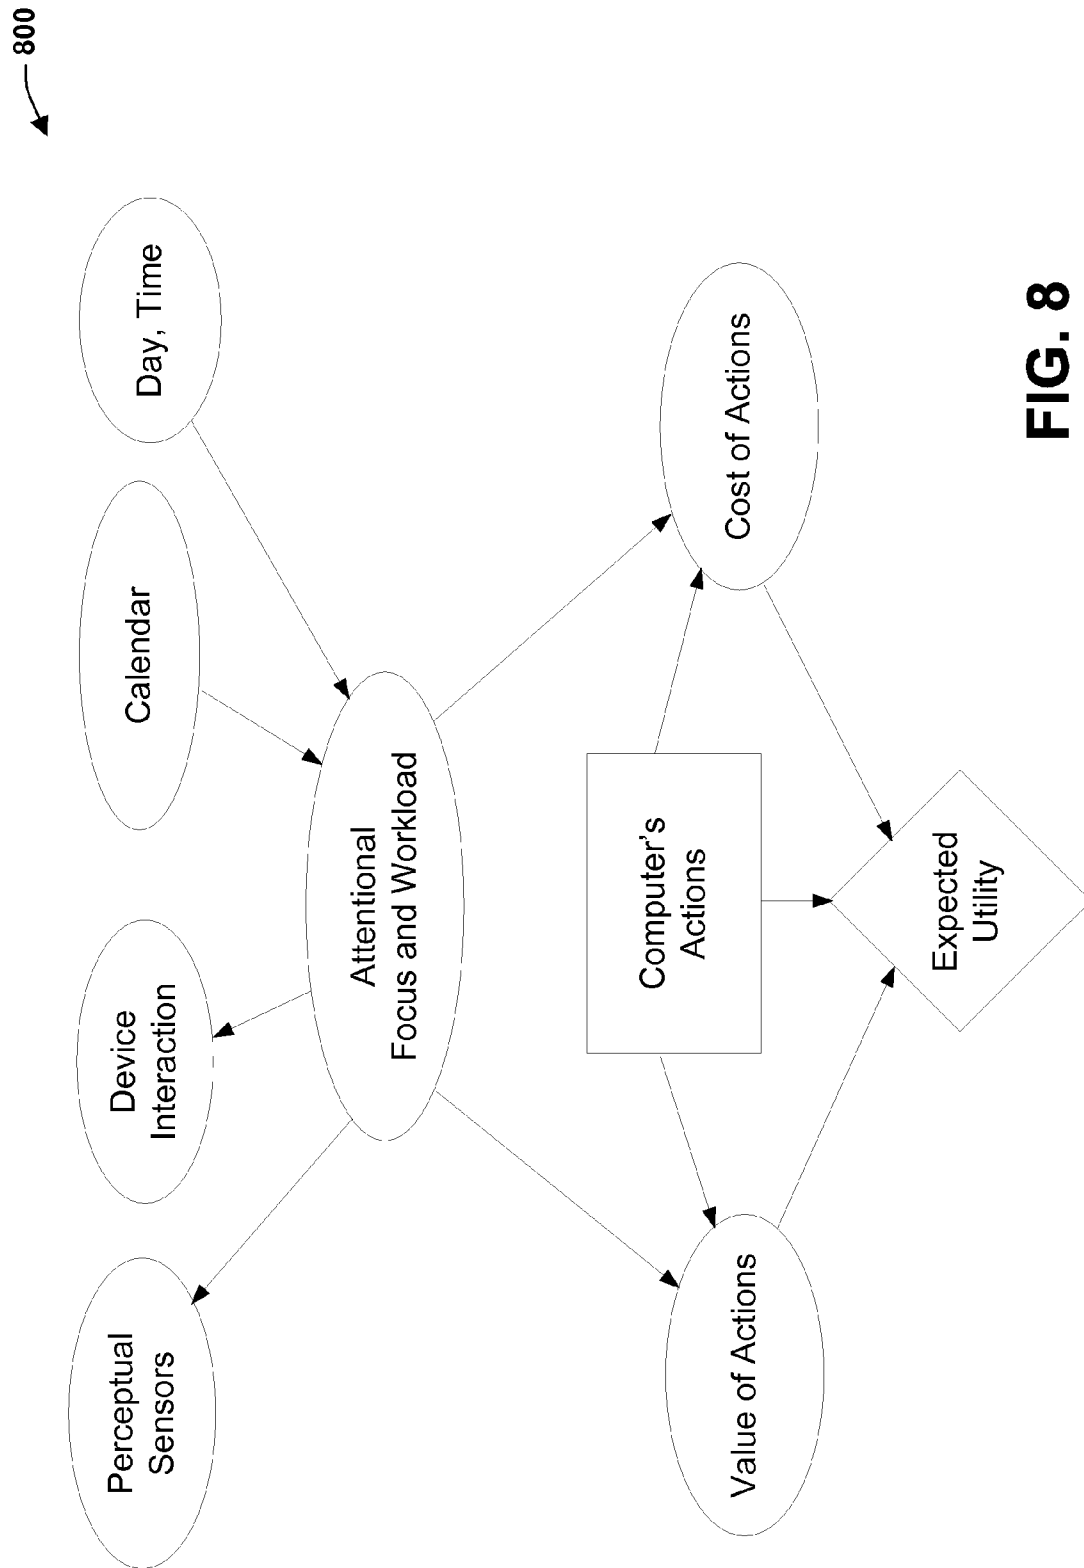 800
Perceptual
Sensors
Device
Interaction
Calendar
Day, Time
Attentional
Focus and Workload
Computer's
Actions
Value of Actions
Cost of Actions
Expected
Utility
FIG. 8